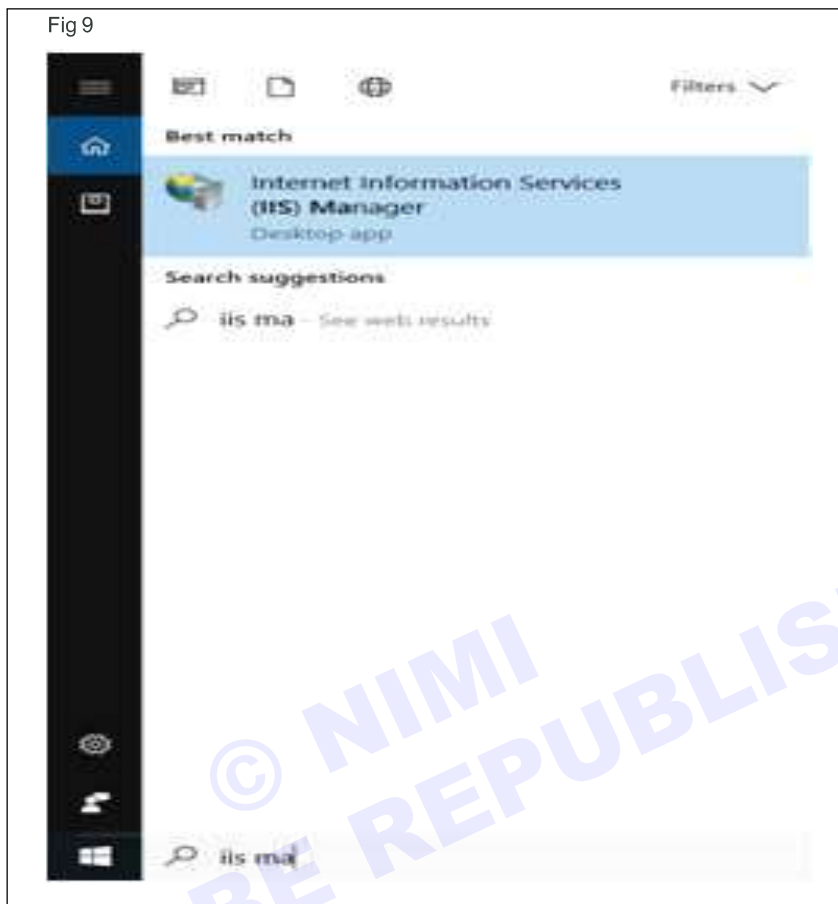 Fig 9
Filters
Best match
Internet Information Services
(IIS) Manager
Desktop app
Search suggestions
iis ma - See web results
© NIMI
BE REPUBLIS
iis ma